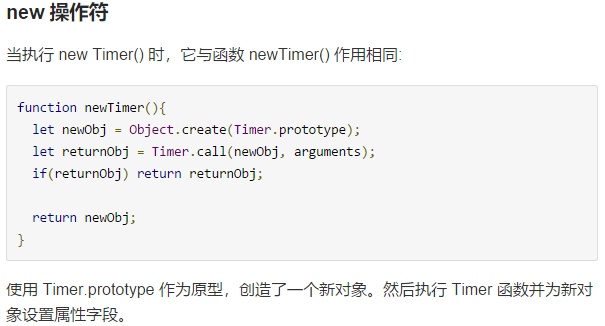 new 操作符
当执行 new Timer() 时，它与函数 newTimer() 作用相同:
function newTimer(){
  let newObj = Object.create(Timer.prototype);
  let returnObj = Timer.call(newObj, arguments);
  if(returnObj) return returnObj;
  return newObj;
}
使用 Timer.prototype 作为原型，创造了一个新对象。然后执行 Timer 函数并为新对
象设置属性字段。